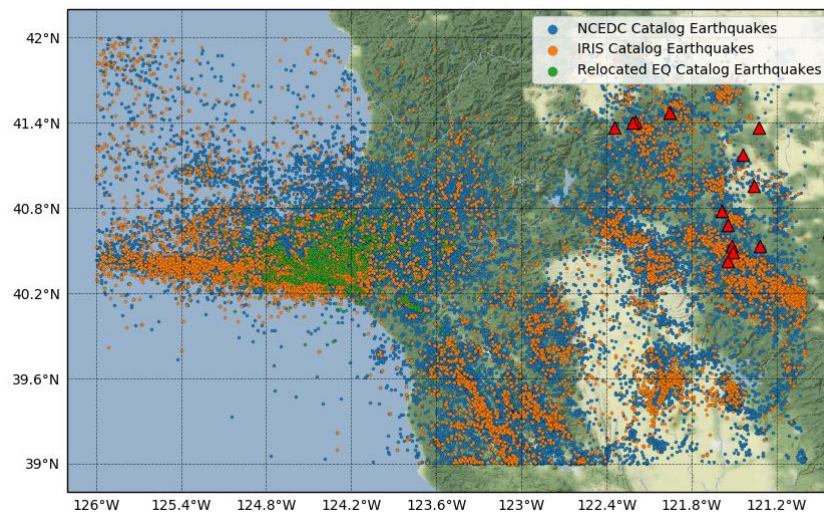 NCEDC Catalog Earthquakes
IRIS Catalog Earthquakes
Relocated EQ Catalog Earthquakes
42°N
41.4°N
40.8°N
40.2°N
39.6°N
39°N
126°W 125.4°W 124.8°W 124.2°W 123.6°W 123°W 122.4°W 121.8°W 121.2°W